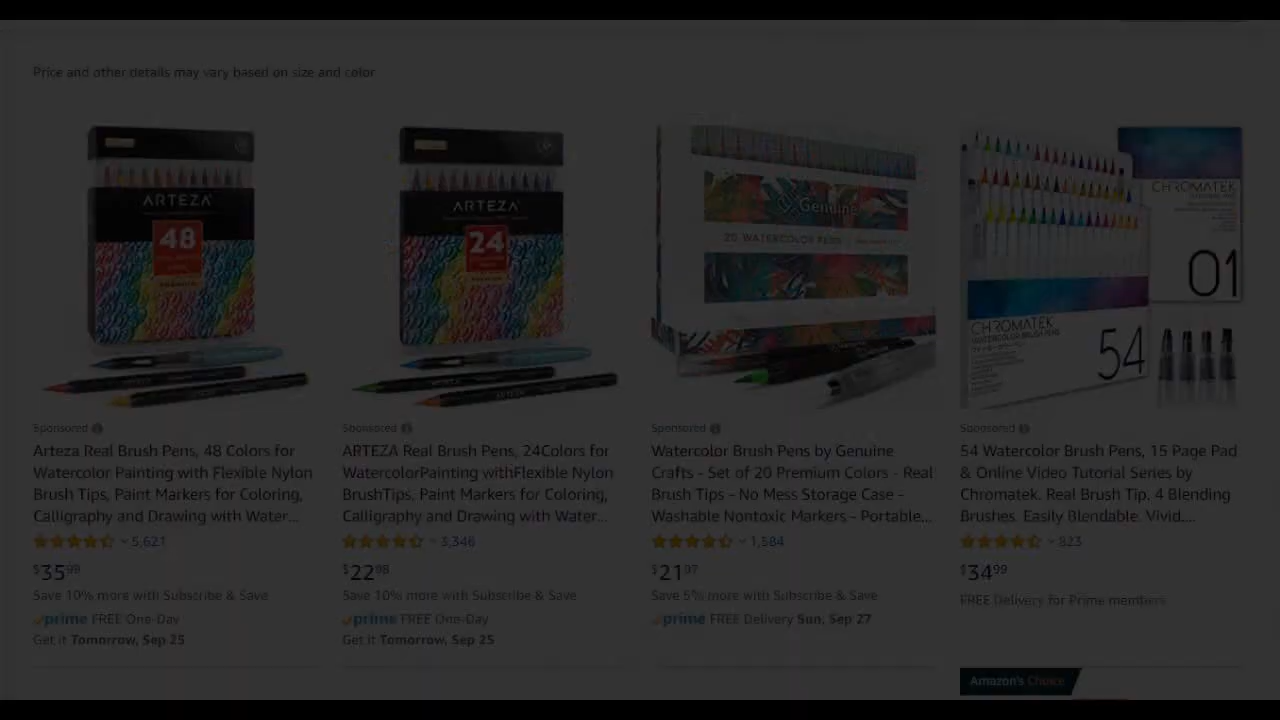 Price and other details may vary based on size and color
ARTEZA
48
ARTEZA
24
Genuine
20 WATERCOLOR PENS
CHROMATEK
01
CHROMATEK
WATERCOLOR BRUSH PENS
54
Sponsored
Arteza Real Brush Pens, 48 Colors for
Watercolor Painting with Flexible Nylon
Brush Tips, Paint Markers for Coloring,
Calligraphy and Drawing with Water...
5,621
$35.99
Save 10% more with Subscribe & Save
prime FREE One-Day
Get it Tomorrow, Sep 25
Sponsored
ARTEZA Real Brush Pens, 24Colors for
WatercolorPainting withFlexible Nylon
BrushTips, Paint Markers for Coloring,
Calligraphy and Drawing with Water...
3,346
$22.98
Save 10% more with Subscribe & Save
prime FREE One-Day
Get it Tomorrow, Sep 25
Sponsored
Watercolor Brush Pens by Genuine
Crafts - Set of 20 Premium Colors - Real
Brush Tips - No Mess Storage Case -
Washable Nontoxic Markers - Portable...
1,584
$21.97
Save 5% more with Subscribe & Save
prime FREE Delivery Sun, Sep 27
Sponsored
54 Watercolor Brush Pens, 15 Page Pad
& Online Video Tutorial Series by
Chromatek. Real Brush Tip. 4 Blending
Brushes. Easily Blendable. Vivid....
823
$34.99
FREE Delivery for Prime members
Amazon's Choice